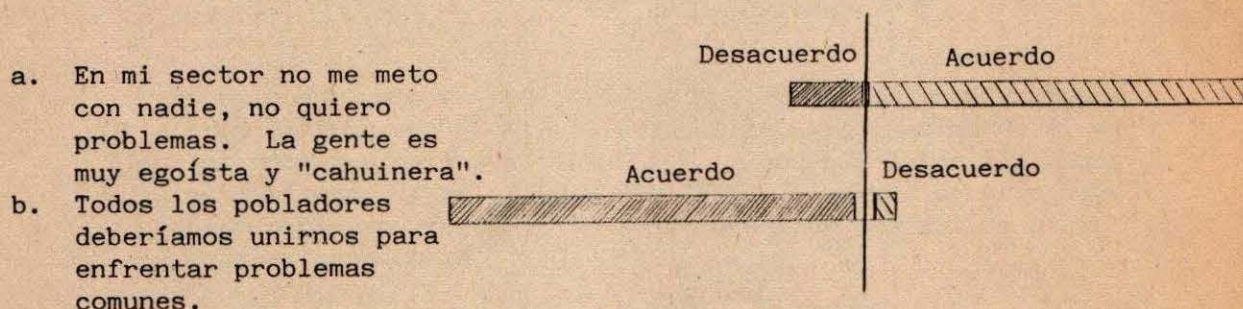 Desacuerdo Acuerdo
a. En mi sector no me meto
con nadie, no quiero
problemas. La gente es
muy egoísta y "cahuinera".
Acuerdo Desacuerdo
b. Todos los pobladores
deberíamos unirnos para
enfrentar problemas
comunes.